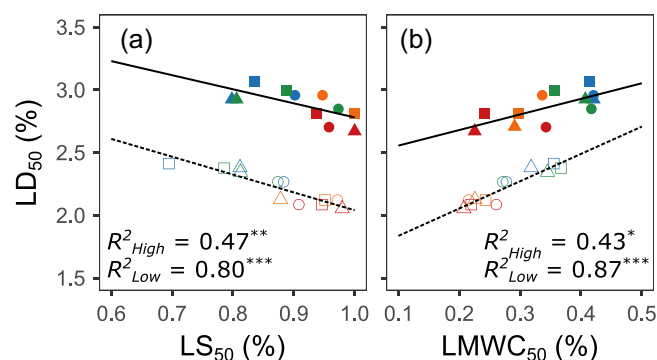 (a) (b)
3.5
3.0
2.5
2.0
1.5
LD50 (%)
R²High = 0.47**
R²Low = 0.80***
R²High = 0.43*
R²Low = 0.87***
0.6 0.7 0.8 0.9 1.0
0.1 0.2 0.3 0.4 0.5
LS50 (%)
LMWC50 (%)